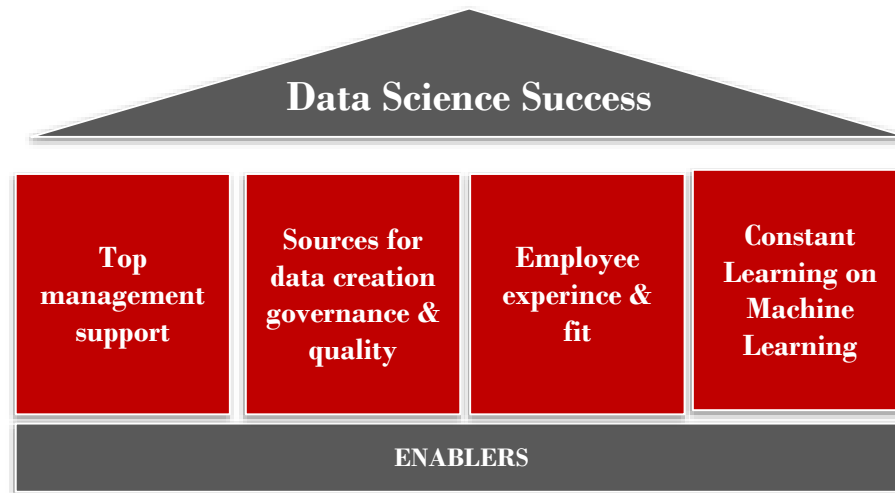 Data Science Success
Top
management
support
Sources for
data creation
governance &
quality
Employee
experince &
fit
Constant
Learning on
Machine
Learning
ENABLERS